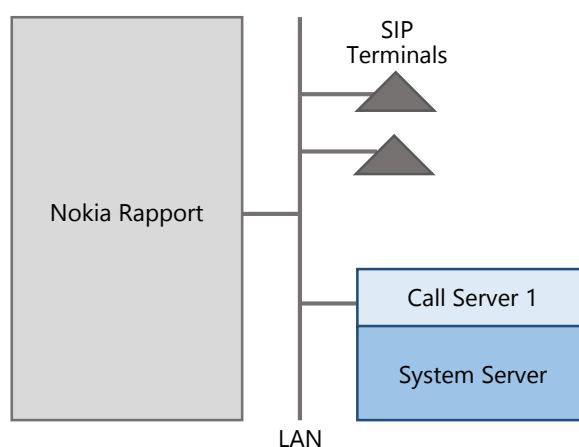 SIP
Terminals
Nokia Rapport
Call Server 1
System Server
LAN